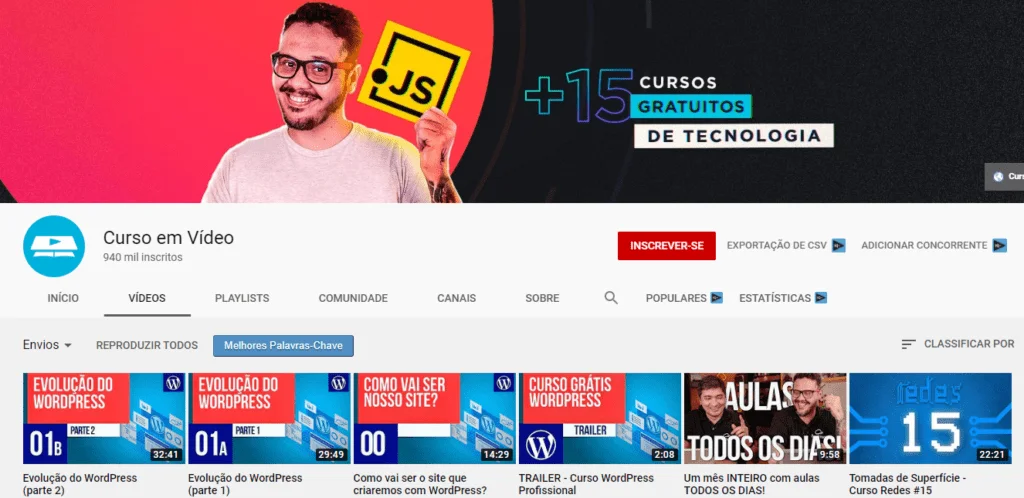 JS
+15 CURSOS
GRATUITOS
DE TECNOLOGIA
Curso em Vídeo
940 mil inscritos
INSCREVER-SE
EXPORTAÇÃO DE CSV
ADICIONAR CONCORRENTE
INÍCIO
VÍDEOS
PLAYLISTS
COMUNIDADE
CANAIS
SOBRE
POPULARES
ESTATÍSTICAS
Envios
REPRODUZIR TODOS
Melhores Palavras-Chave
CLASSIFICAR POR
EVOLUÇÃO DO
WORDPRESS
01B
PARTE 2
32:41
Evolução do WordPress
(parte 2)
EVOLUÇÃO DO
WORDPRESS
01A
PARTE 1
29:49
Evolução do WordPress
(parte 1)
COMO VAI SER
NOSSO SITE?
00
14:29
Como vai ser o site que
criaremos com WordPress?
CURSO GRÁTIS
WORDPRESS
TRAILER
2:08
TRAILER - Curso WordPress
Profissional
AULAS
TODOS OS DIAS!
9:58
Um mês INTEIRO com aulas
TODOS OS DIAS!
redes
15
22:21
Tomadas de Superfície -
Curso Redes #15